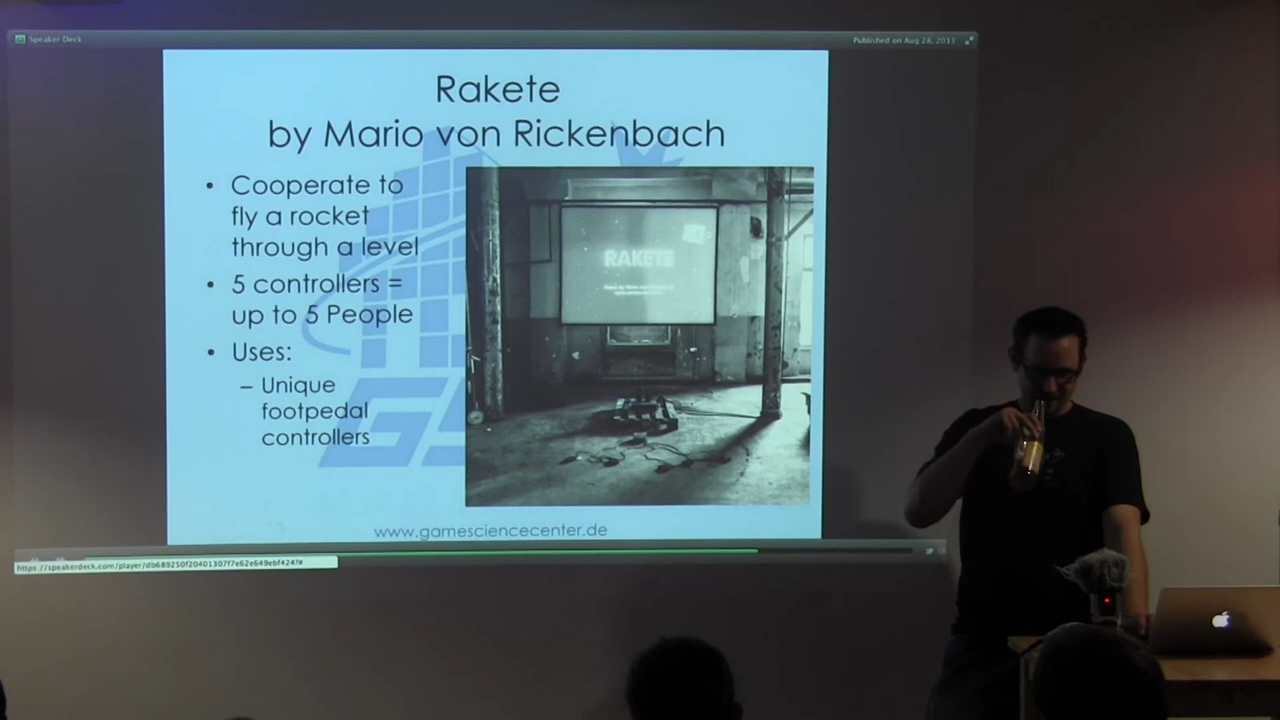 Speaker Deck
Published on Aug 28, 2013
Rakete
by Mario von Rickenbach
• Cooperate to
fly a rocket
through a level
• 5 controllers =
up to 5 People
• Uses:
– Unique
footpedal
controllers
RAKETE
www.gamesciencecenter.de